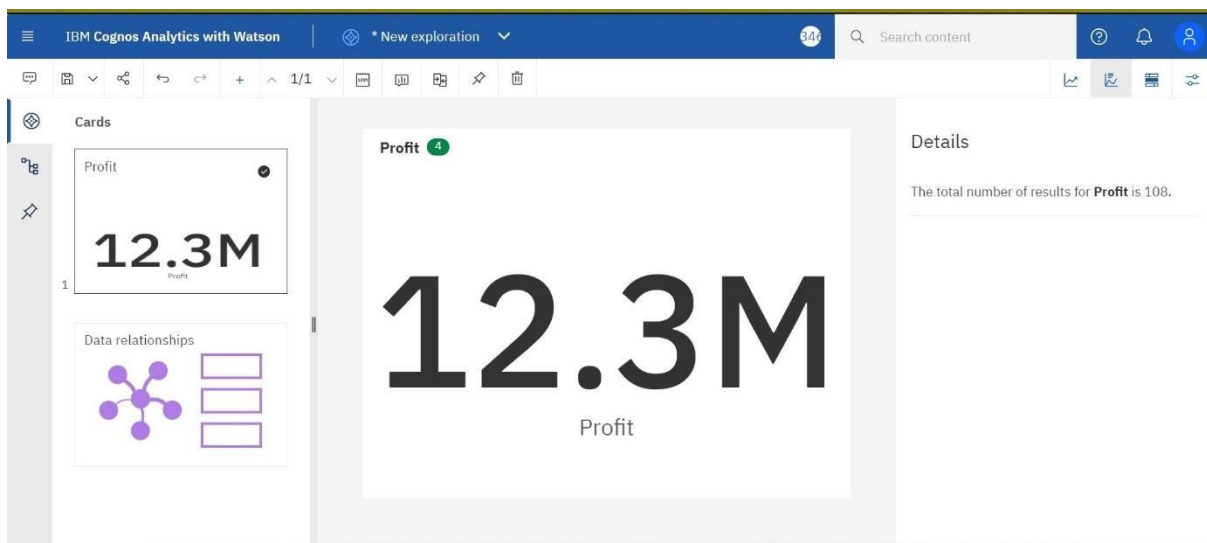 IBM Cognos Analytics with Watson
* New exploration
346
Search content
1/1
Cards
Profit
12.3M
Profit
1
Data relationships
Profit 4
12.3M
Profit
Details
The total number of results for Profit is 108.